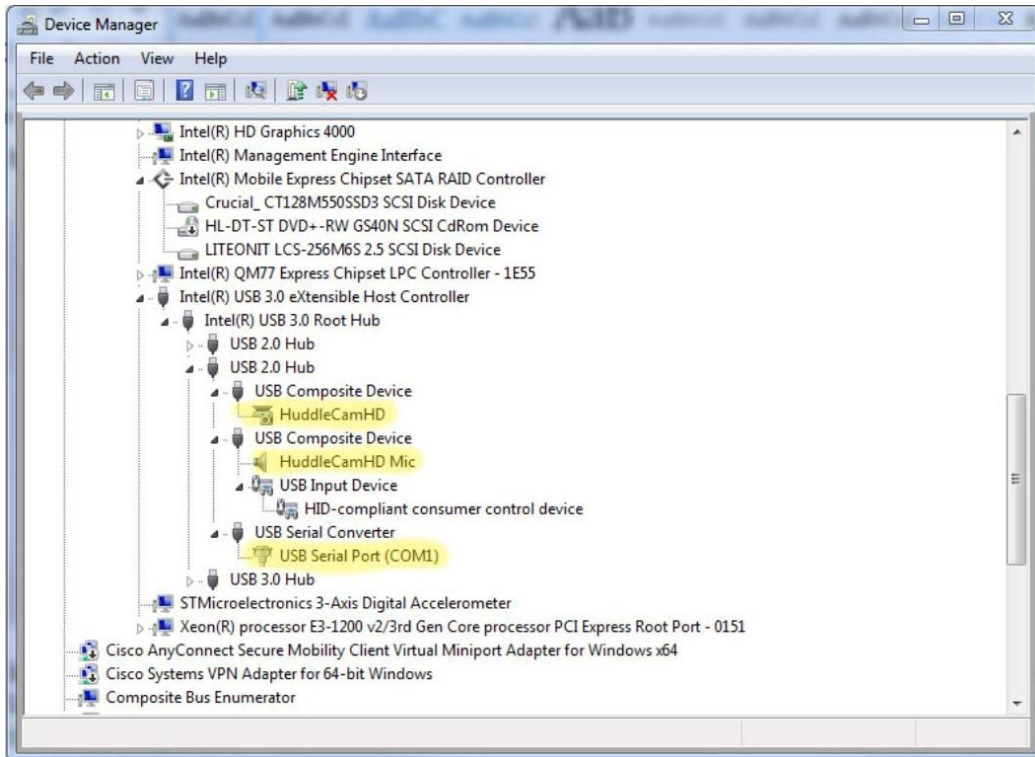 Device Manager
File Action View Help
Intel(R) HD Graphics 4000
Intel(R) Management Engine Interface
Intel(R) Mobile Express Chipset SATA RAID Controller
Crucial_ CT128M550SSD3 SCSI Disk Device
HL-DT-ST DVD+-RW GS40N SCSI CdRom Device
LITEONIT LCS-256M6S 2.5 SCSI Disk Device
Intel(R) QM77 Express Chipset LPC Controller - 1E55
Intel(R) USB 3.0 eXtensible Host Controller
Intel(R) USB 3.0 Root Hub
USB 2.0 Hub
USB 2.0 Hub
USB Composite Device
HuddleCamHD
USB Composite Device
HuddleCamHD Mic
USB Input Device
HID-compliant consumer control device
USB Serial Converter
USB Serial Port (COM1)
USB 3.0 Hub
STMicroelectronics 3-Axis Digital Accelerometer
Xeon(R) processor E3-1200 v2/3rd Gen Core processor PCI Express Root Port - 0151
Cisco AnyConnect Secure Mobility Client Virtual Miniport Adapter for Windows x64
Cisco Systems VPN Adapter for 64-bit Windows
Composite Bus Enumerator